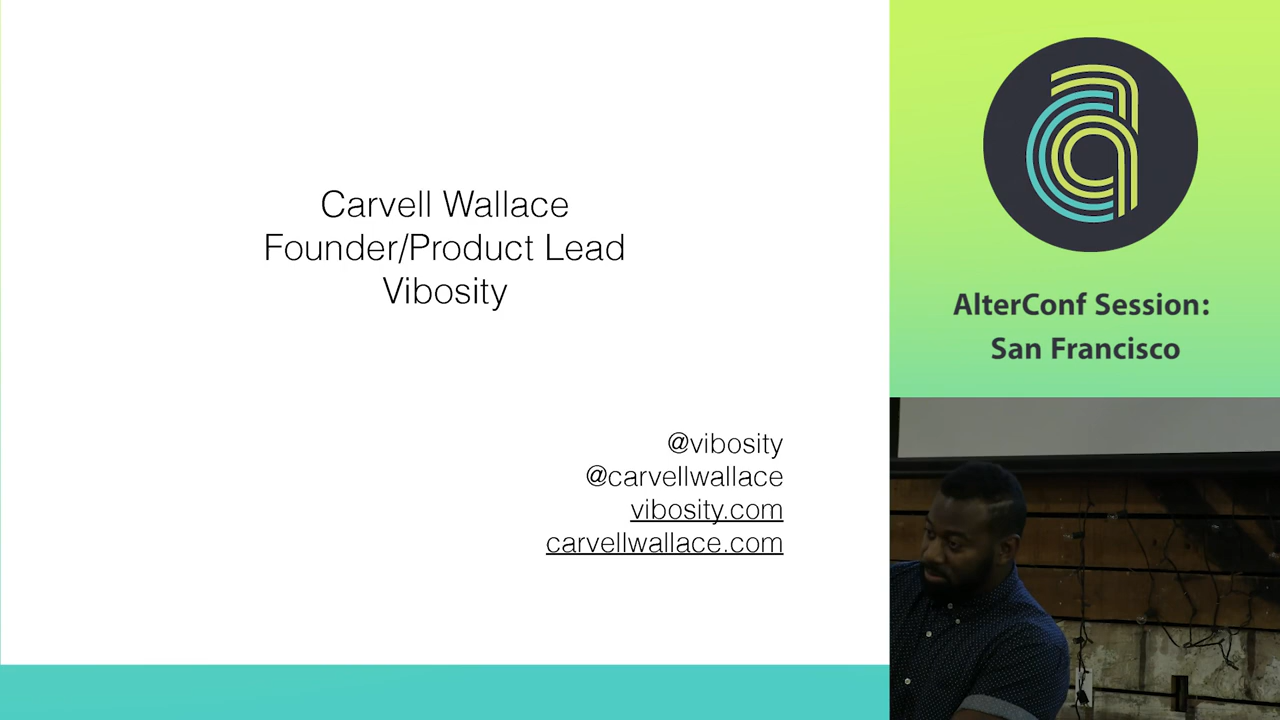 Carvell Wallace
Founder/Product Lead
Vibosity
@vibosity
@carvellwallace
vibosity.com
carvellwallace.com
AlterConf Session:
San Francisco